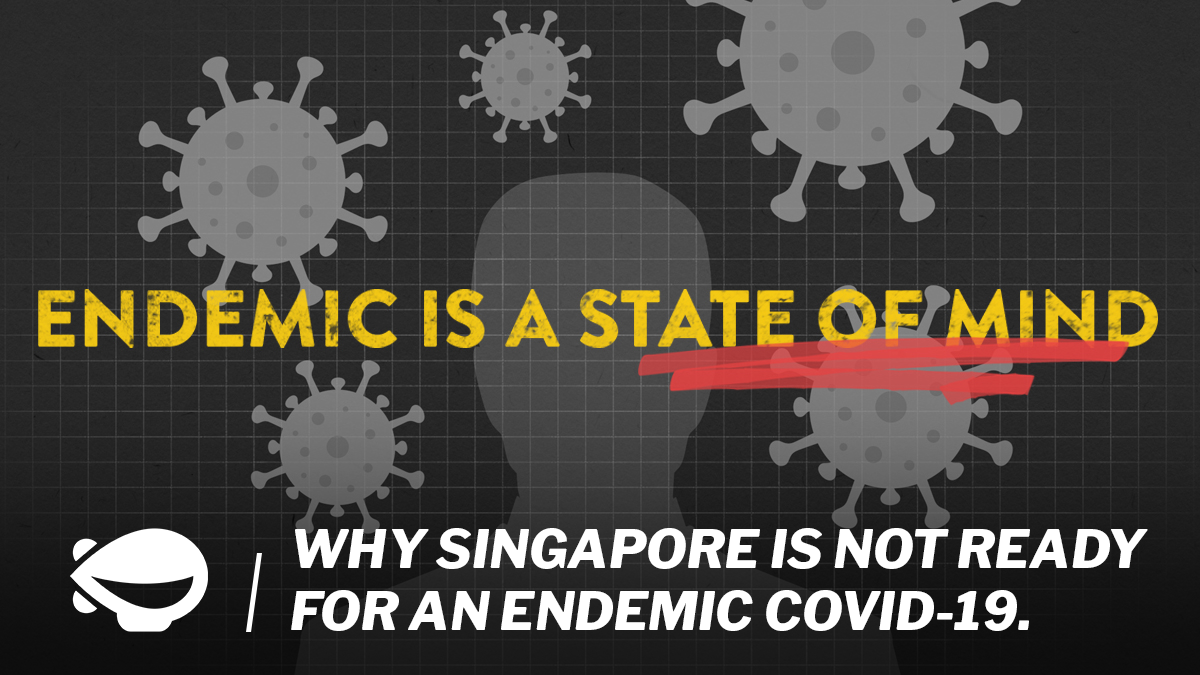 ENDEMIC IS A STATE OF MIND
WHY SINGAPORE IS NOT READY
FOR AN ENDEMIC COVID-19.